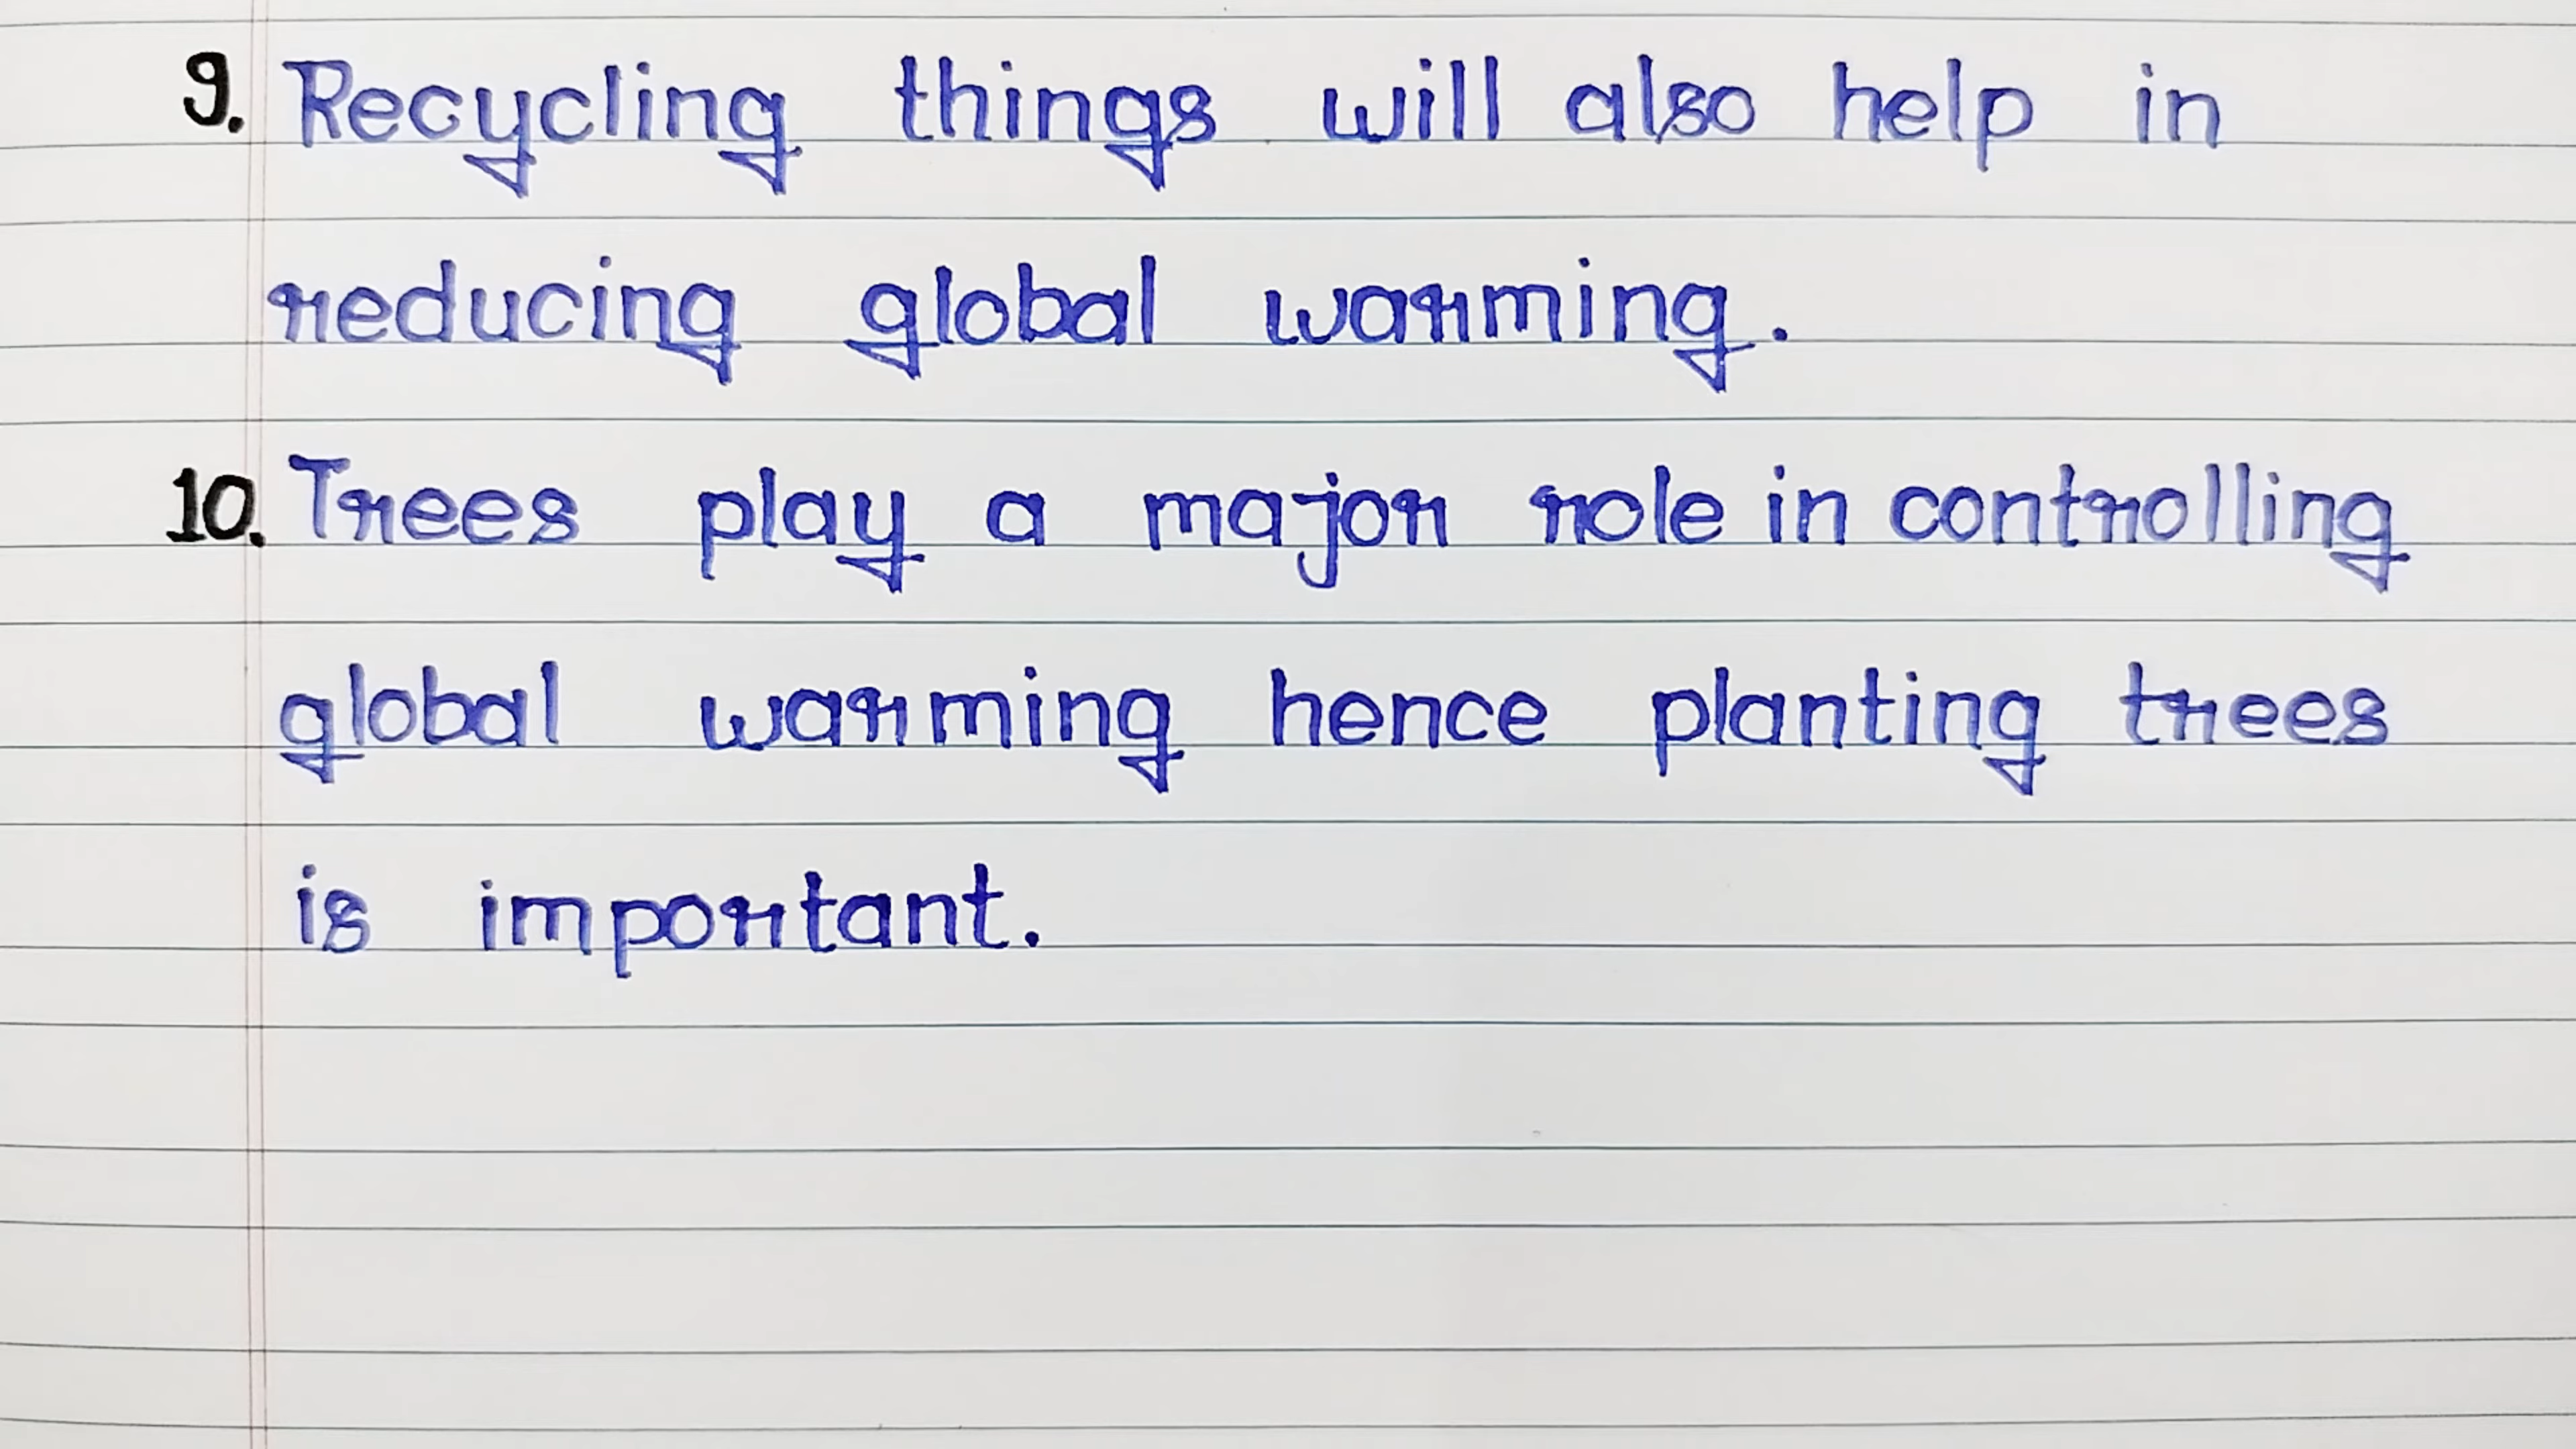 9. Recycling things will also help in
reducing global warming.
10. Trees play a major role in controlling
global warming hence planting trees
is important.